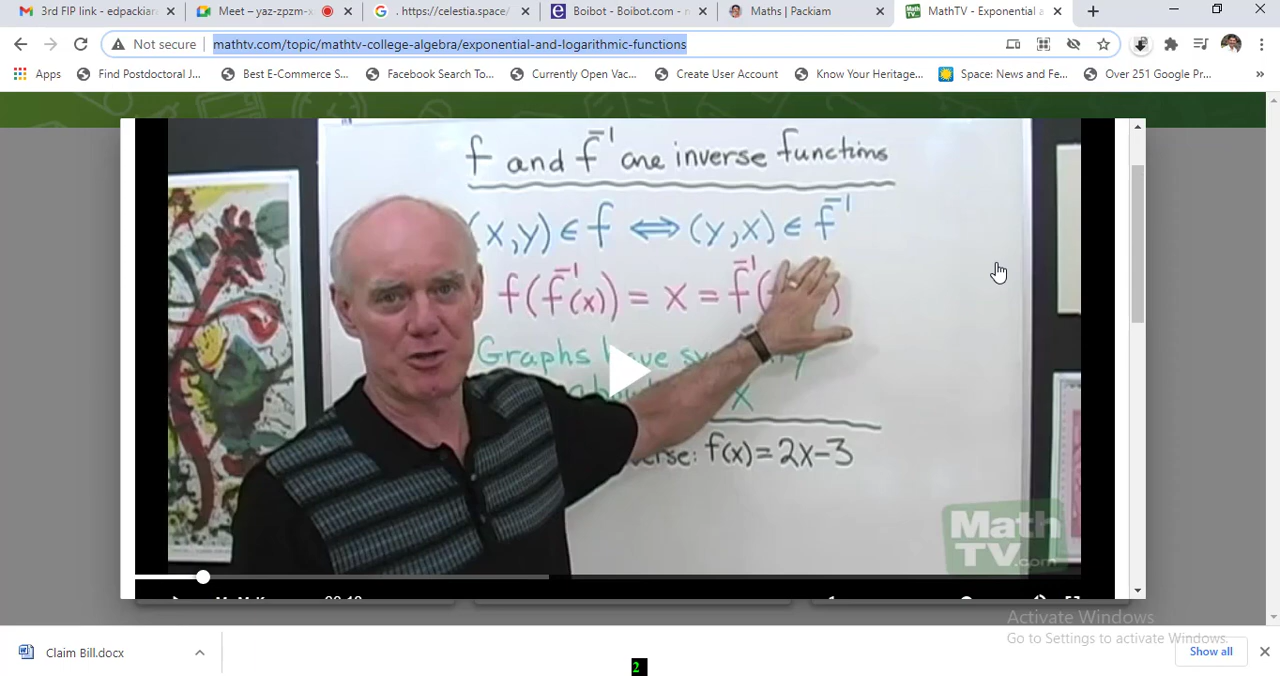 3rd FIP link - edpackiar
Meet – yaz-zpzm-x
. https://celestia.space/
Boibot - Boibot.com - n
Maths | Packiam
MathTV - Exponential a
Not secure
mathtv.com/topic/mathtv-college-algebra/exponential-and-logarithmic-functions
Apps
Find Postdoctoral J...
Best E-Commerce S...
Facebook Search To...
Currently Open Vac...
Create User Account
Know Your Heritage...
Space: News and Fe...
Over 251 Google Pr...
»
f and f⁻¹ are inverse functions
(x,y) ∈ f ⟺ (y,x) ∈ f⁻¹
f(f⁻¹(x)) = x = f⁻¹(
Graphs have
x
f(x)=2x-3
Math
TV.com
Activate Windows
Go to Settings to activate Windows.
Claim Bill.docx
Show all
2